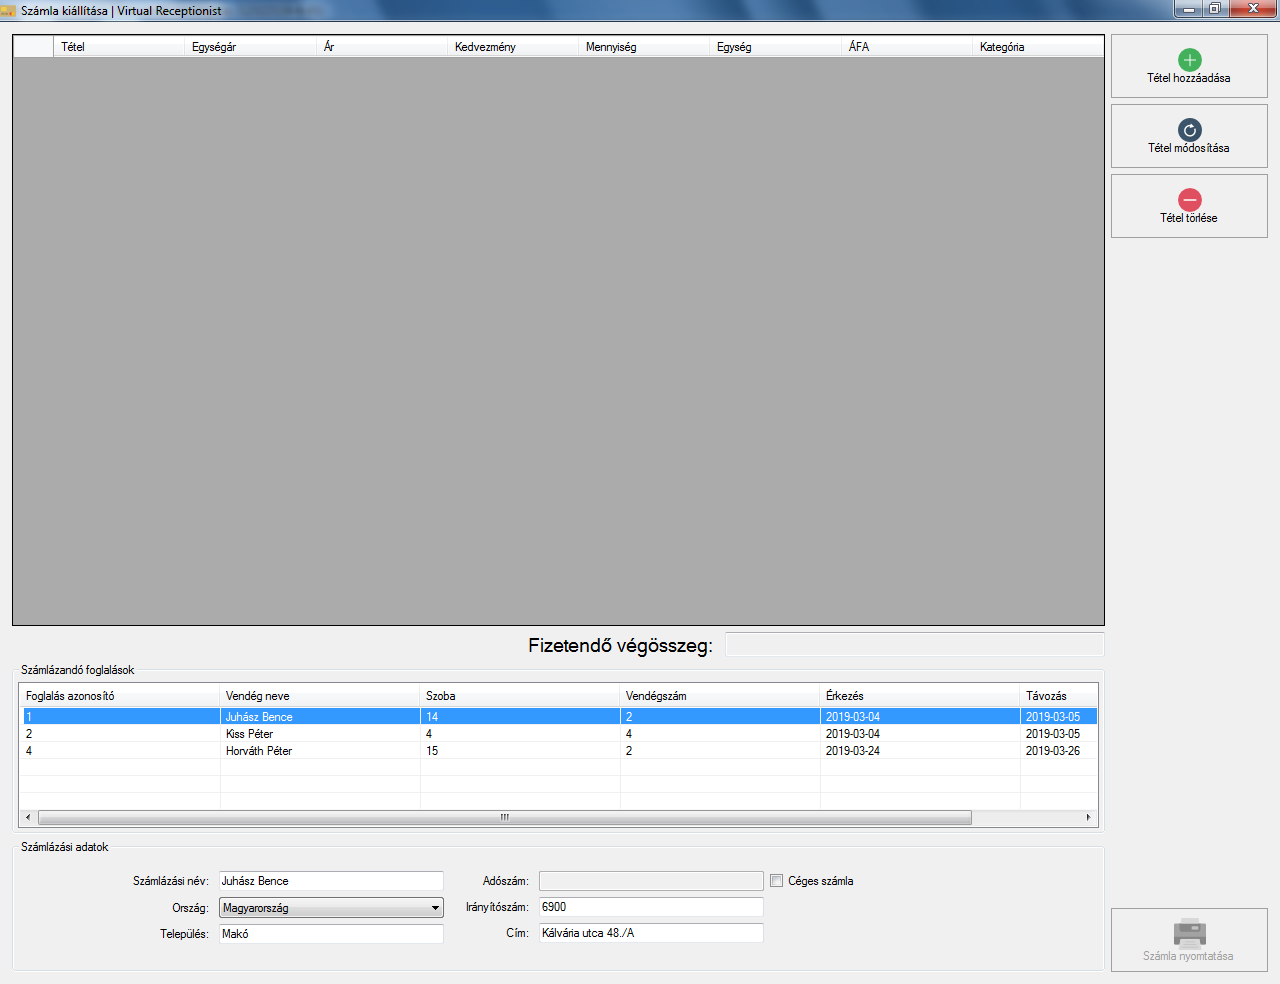 Számla kiállítása | Virtual Receptionist
Tétel Egységár Ár Kedvezmény Mennyiség Egység ÁFA Kategória
Tétel hozzáadása
Tétel módosítása
Tétel törlése
Fizetendő végösszeg:
Számlázandó foglalások
Foglalás azonosító Vendég neve Szoba Vendégszám Érkezés Távozás
1 Juhász Bence 14 2 2019-03-04 2019-03-05
2 Kiss Péter 4 4 2019-03-04 2019-03-05
4 Horváth Péter 15 2 2019-03-24 2019-03-26
Számlázási adatok
Számlázási név: Juhász Bence Adószám: Céges számla
Ország: Magyarország Irányítószám: 6900
Település: Makó Cím: Kálvária utca 48./A
Számla nyomtatása